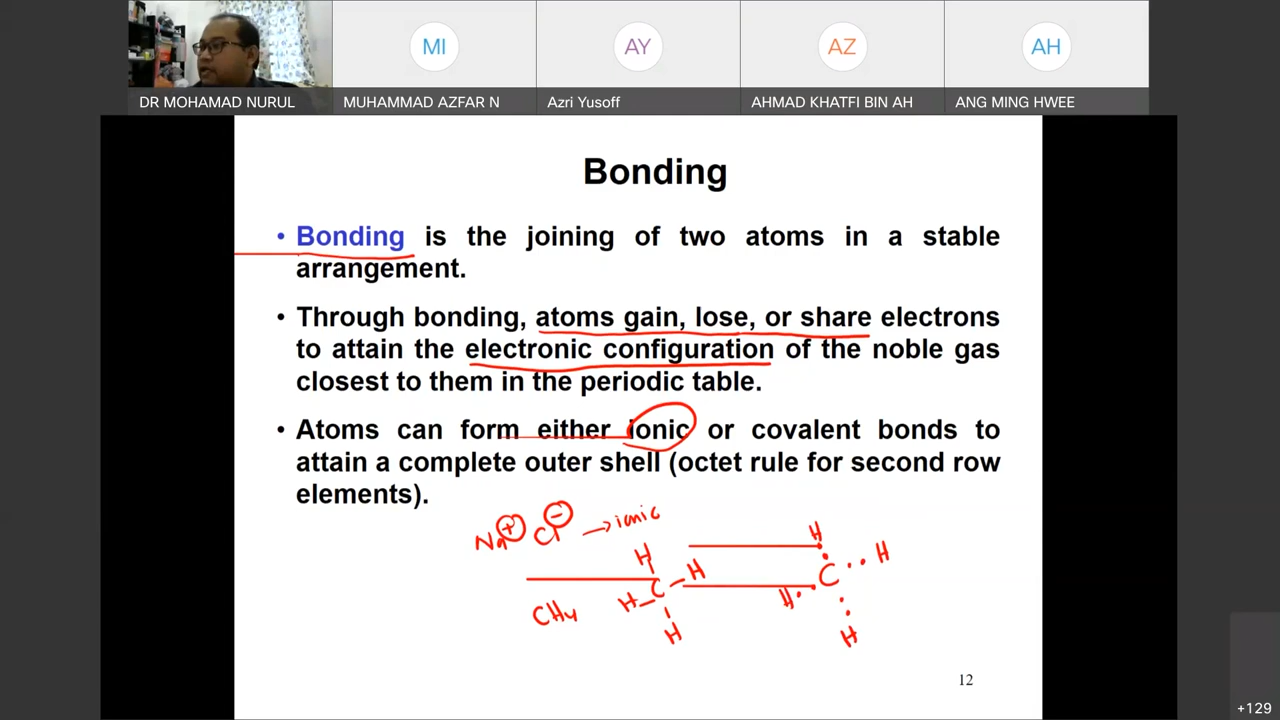 MI
AY
AZ
AH
DR MOHAMAD NURUL
MUHAMMAD AZFAR N
Azri Yusoff
AHMAD KHATFI BIN AH
ANG MING HWEE
Bonding
• Bonding is the joining of two atoms in a stable
arrangement.
• Through bonding, atoms gain, lose, or share electrons
to attain the electronic configuration of the noble gas
closest to them in the periodic table.
• Atoms can form either ionic or covalent bonds to
attain a complete outer shell (octet rule for second row
elements).
Na+ Cl− → ionic
H
H
C
H
H
CH4
H
H
C
H
H
12
+129